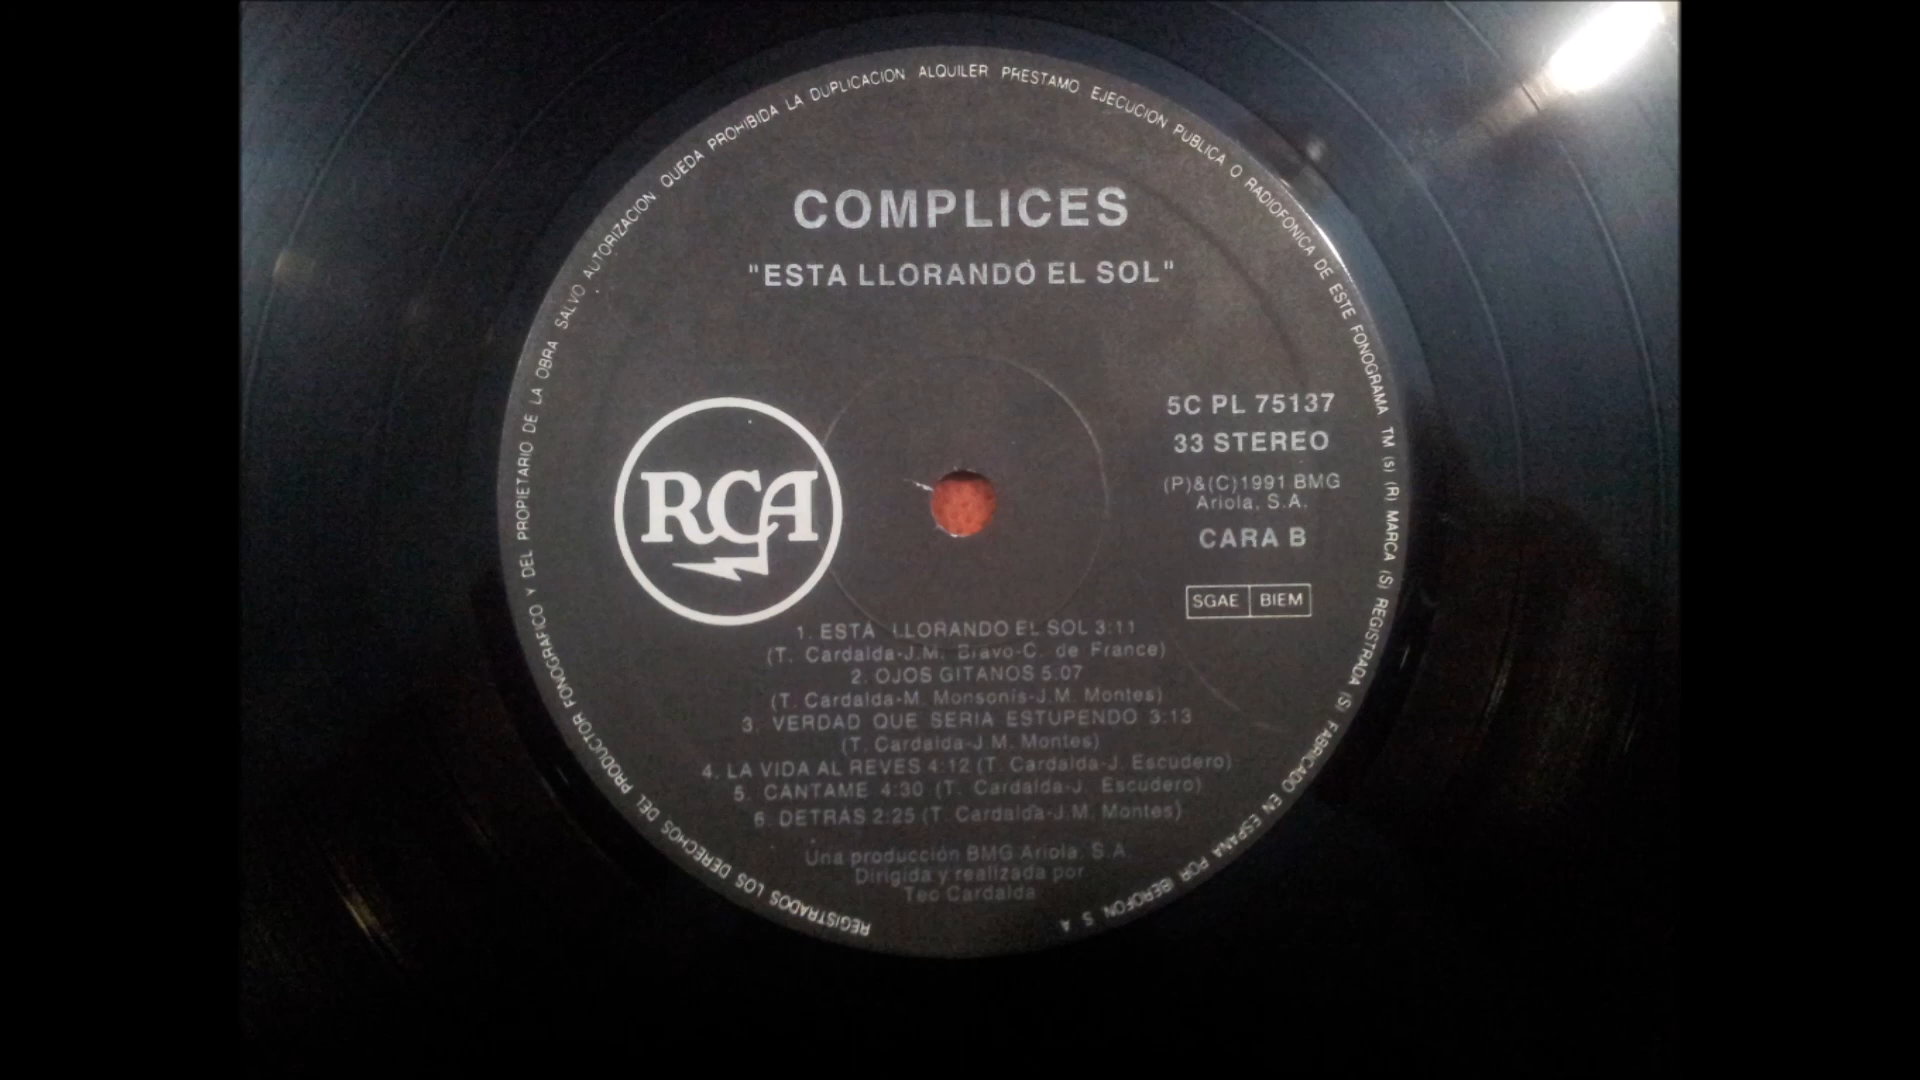 REGISTRADOS LOS DERECHOS DEL PRODUCTOR FONOGRAFICO Y DEL PROPIETARIO DE LA OBRA SALVO AUTORIZACION QUEDA PROHIBIDA LA DUPLICACION ALQUILER PRESTAMO EJECUCION PUBLICA O RADIOFONICA DE ESTE FONOGRAMA TM (s) (R) MARCA (S) REGISTRADA (S) FABRICADO EN ESPAÑA POR IBEROFON S A
COMPLICES
"ESTA LLORANDO EL SOL"
5C PL 75137
33 STEREO
(P)&(C)1991 BMG
Ariola, S.A.
CARA B
RCA
SGAE BIEM
1. ESTA LLORANDO EL SOL 3:11
(T. Cardalda-J.M. Bravo-C. de France)
2. OJOS GITANOS 5:07
(T. Cardalda-M. Monsonís-J.M. Montes)
3. VERDAD QUE SERIA ESTUPENDO 3:13
(T. Cardalda-J.M. Montes)
4. LA VIDA AL REVES 4:12 (T. Cardalda-J. Escudero)
5. CANTAME 4:30 (T. Cardalda-J. Escudero)
6. DETRAS 2:25 (T. Cardalda-J.M. Montes)
Una producción BMG Ariola, S.A.
Dirigida y realizada por
Teo Cardalda